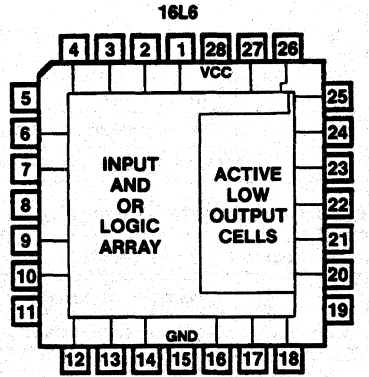 16L6
4 3 2 1 28 27 26
VCC
5 25
6 24
7 23
8 22
9 21
10 20
11 19
INPUT
AND
OR
LOGIC
ARRAY
ACTIVE
LOW
OUTPUT
CELLS
GND
12 13 14 15 16 17 18